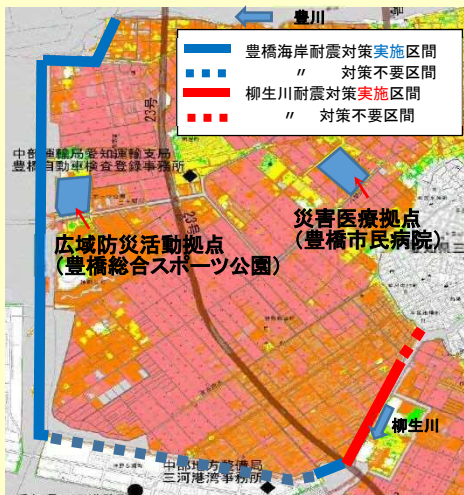 豊川
豊橋海岸耐震対策実施区間
〃 対策不要区間
柳生川耐震対策実施区間
〃 対策不要区間
23号
中部運輸局愛知運輸支局
豊橋自動車検査登録事務所
災害医療拠点
(豊橋市民病院)
23号
広域防災活動拠点
(豊橋総合スポーツ公園)
柳生川
中部地方整備局
三河港湾事務所